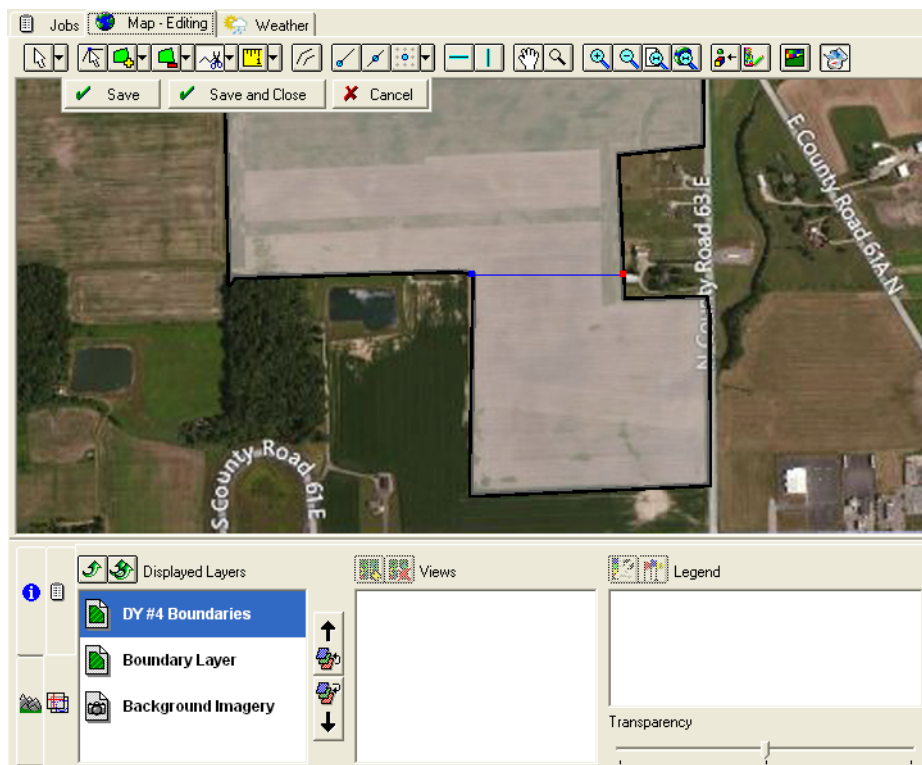 Jobs
Map - Editing
Weather
Save
Save and Close
Cancel
E County Road 61A N
N County Road 63 E
S County Road 61 E
Displayed Layers
Views
Legend
DY #4 Boundaries
Boundary Layer
Background Imagery
Transparency